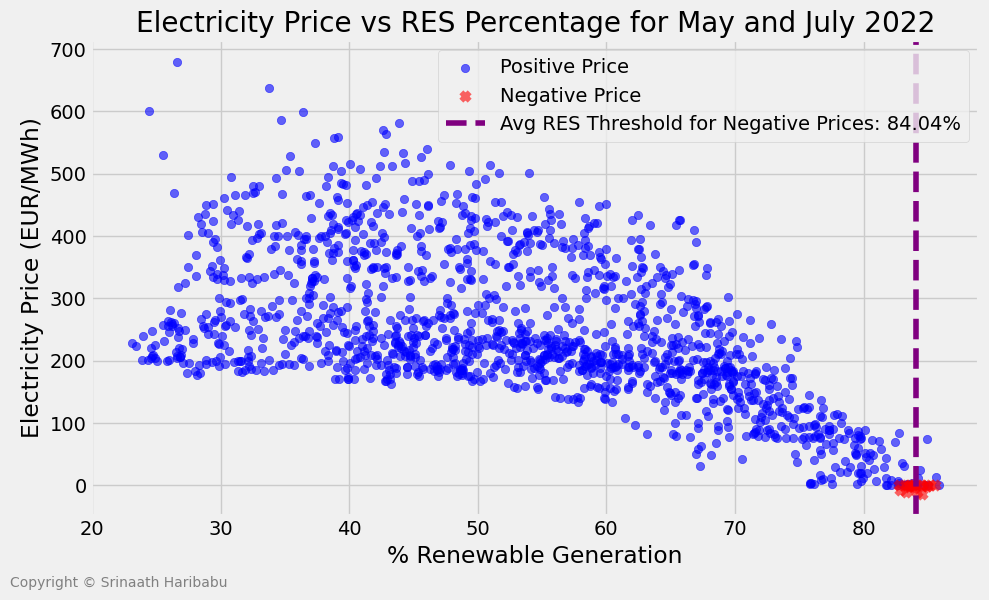 Electricity Price vs RES Percentage for May and July 2022
Positive Price
Negative Price
Avg RES Threshold for Negative Prices: 84.04%
Electricity Price (EUR/MWh)
700
600
500
400
300
200
100
0
20 30 40 50 60 70 80
% Renewable Generation
Copyright © Srinaath Haribabu